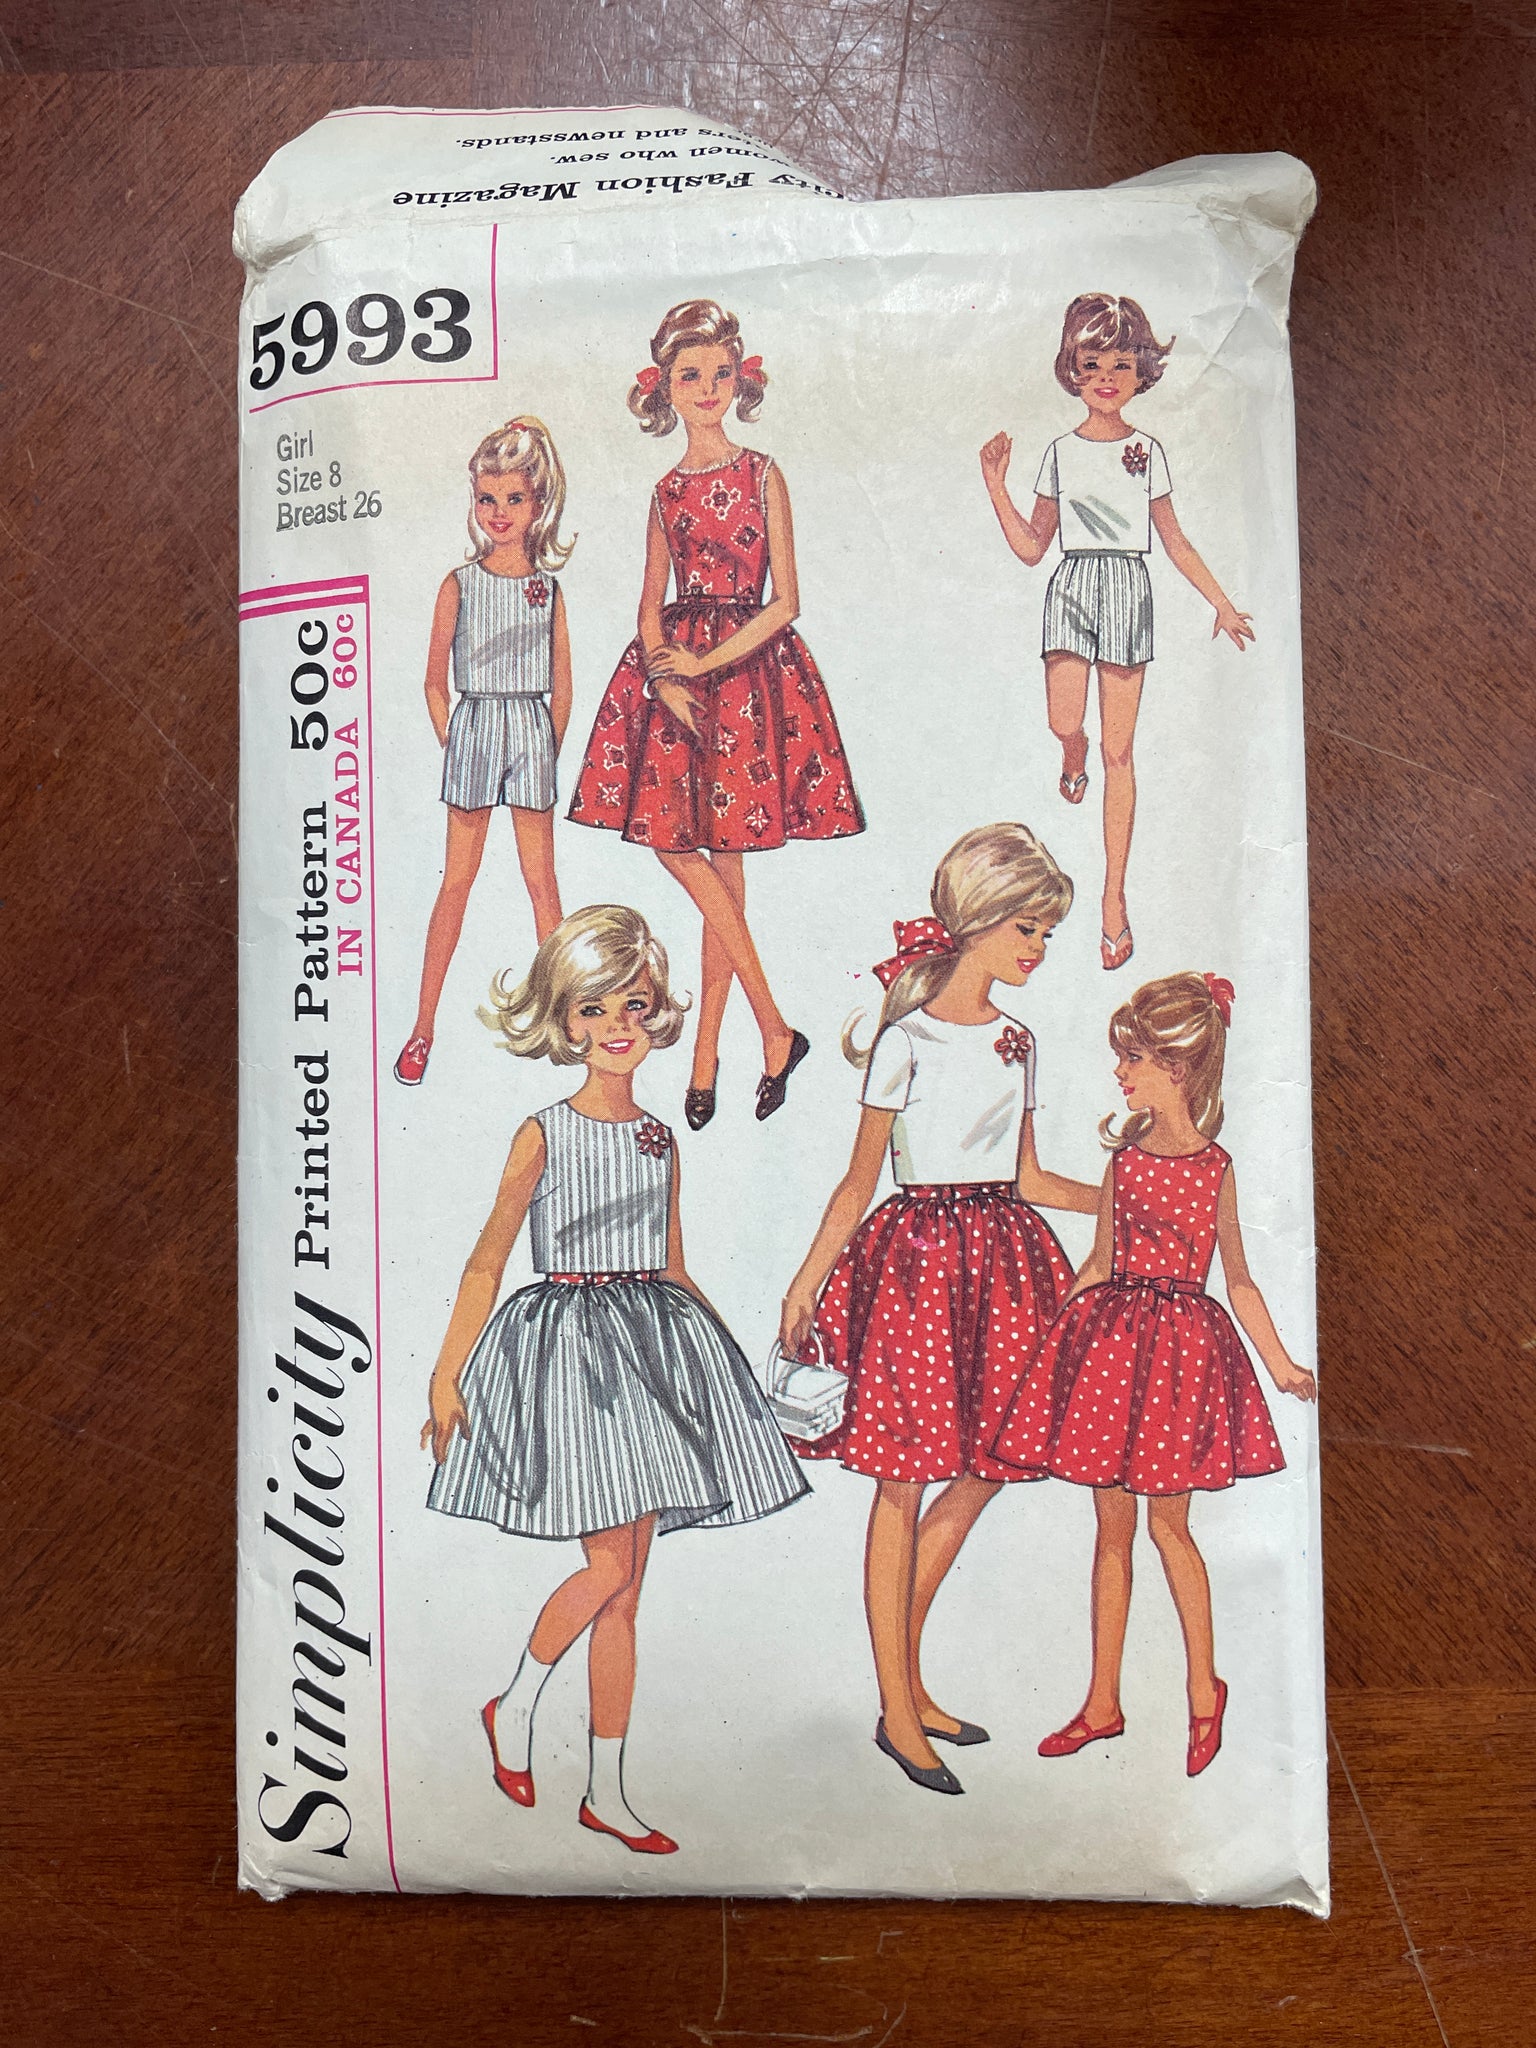 city Fashion Magazine
women who sew.
and newsstands.
5993
Girl
Size 8
Breast 26
Simplicity Printed Pattern 50c
IN CANADA 60c